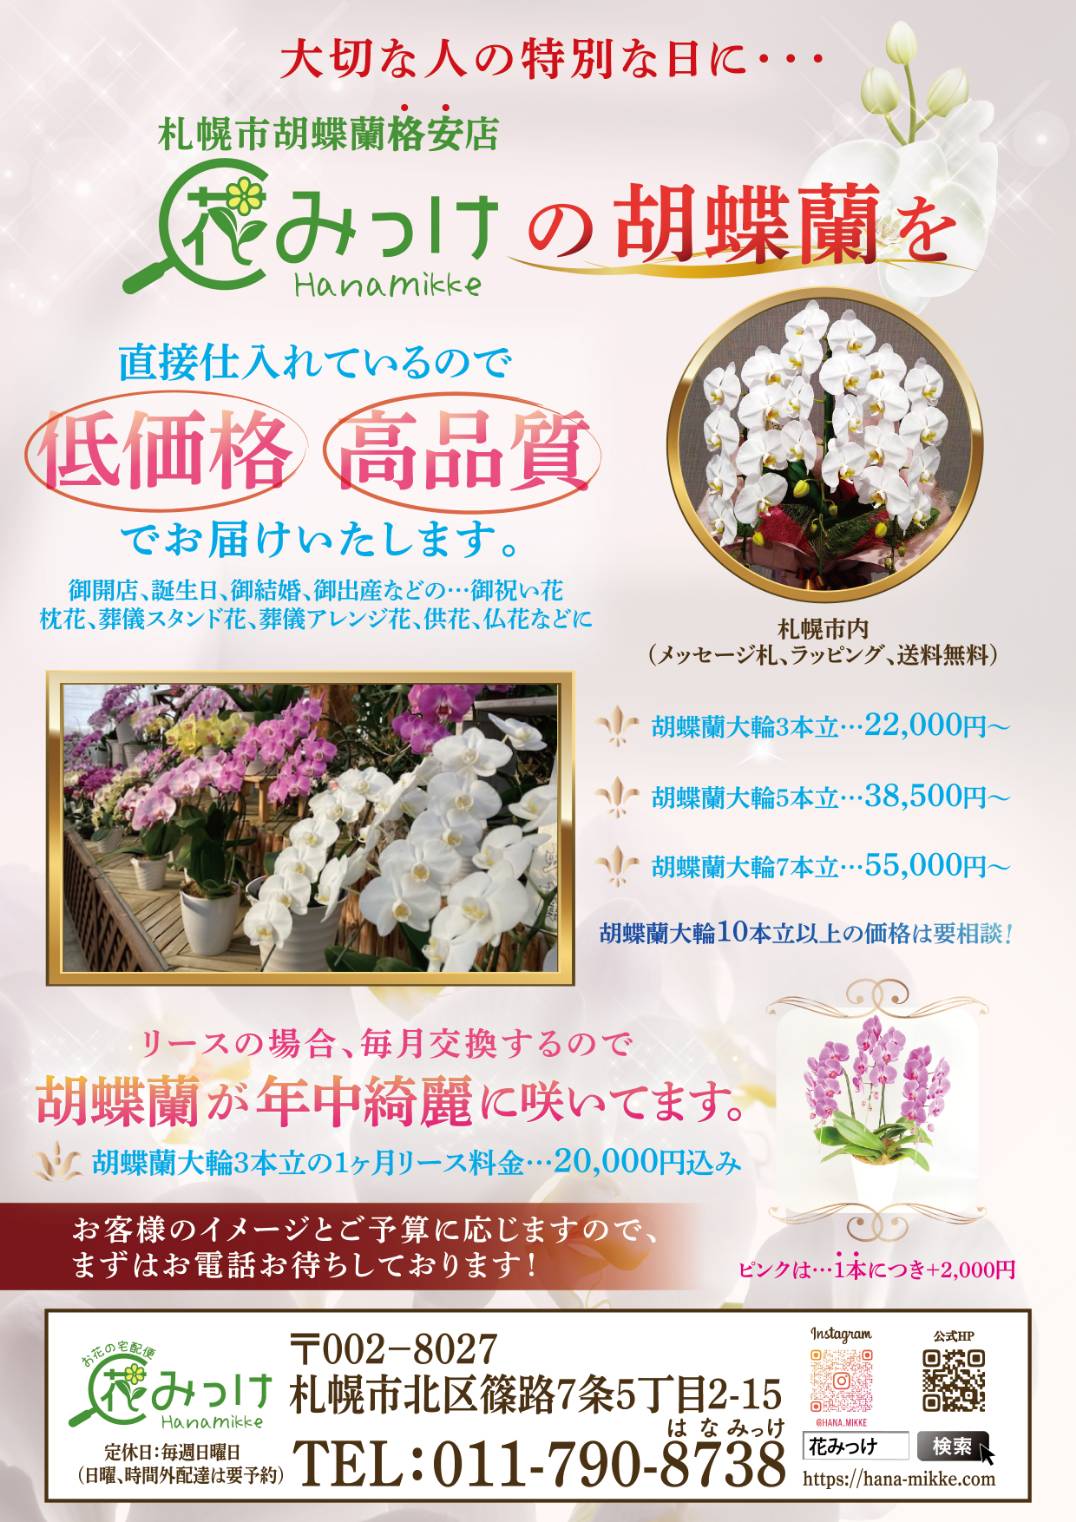 大切な人の特別な日に・・・
札幌市胡蝶蘭格安店
花みっけの胡蝶蘭を
Hanamikke
直接仕入れているので
低価格 高品質
でお届けいたします。
御開店、誕生日、御結婚、御出産などの…御祝い花
枕花、葬儀スタンド花、葬儀アレンジ花、供花、仏花などに
札幌市内
（メッセージ札、ラッピング、送料無料）
胡蝶蘭大輪3本立…22,000円～
胡蝶蘭大輪5本立…38,500円～
胡蝶蘭大輪7本立…55,000円～
胡蝶蘭大輪10本立以上の価格は要相談！
リースの場合、毎月交換するので
胡蝶蘭が年中綺麗に咲いてます。
胡蝶蘭大輪3本立の1ヶ月リース料金…20,000円込み
お客様のイメージとご予算に応じますので、
まずはお電話お待ちしております！
ピンクは…1本につき+2,000円
お花の宅配便
花みっけ
Hanamikke
定休日：毎週日曜日
（日曜、時間外配達は要予約）
〒002-8027
札幌市北区篠路7条5丁目2-15
はなみっけ
TEL：011-790-8738
Instagram
@HANA.MIKKE
公式HP
花みっけ 検索
https://hana-mikke.com